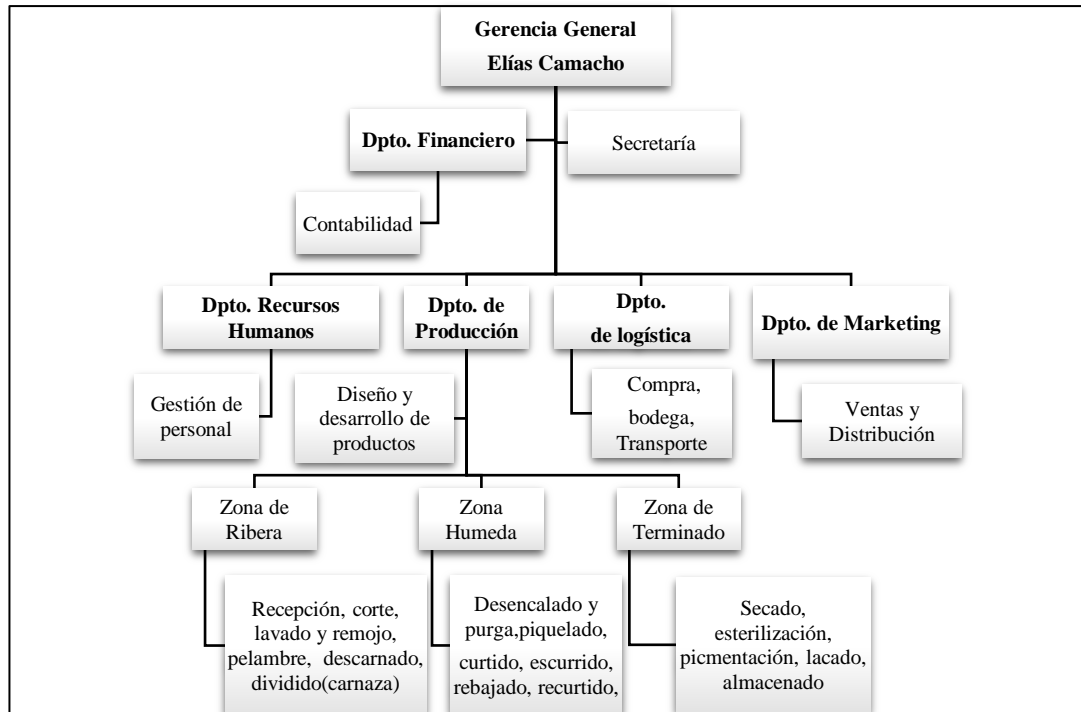 Gerencia General
Elías Camacho
Dpto. Financiero
Secretaría
Contabilidad
Dpto. Recursos
Humanos
Dpto. de
Producción
Dpto.
de logística
Dpto. de Marketing
Gestión de
personal
Diseño y
desarrollo de
productos
Compra,
bodega,
Transporte
Ventas y
Distribución
Zona de
Ribera
Zona
Humeda
Zona de
Terminado
Recepción, corte,
lavado y remojo,
pelambre, descarnado,
dividido(carnaza)
Desencalado y
purga,piquelado,
curtido, escurrido,
rebajado, recurtido,
Secado,
esterilización,
picmentación, lacado,
almacenado